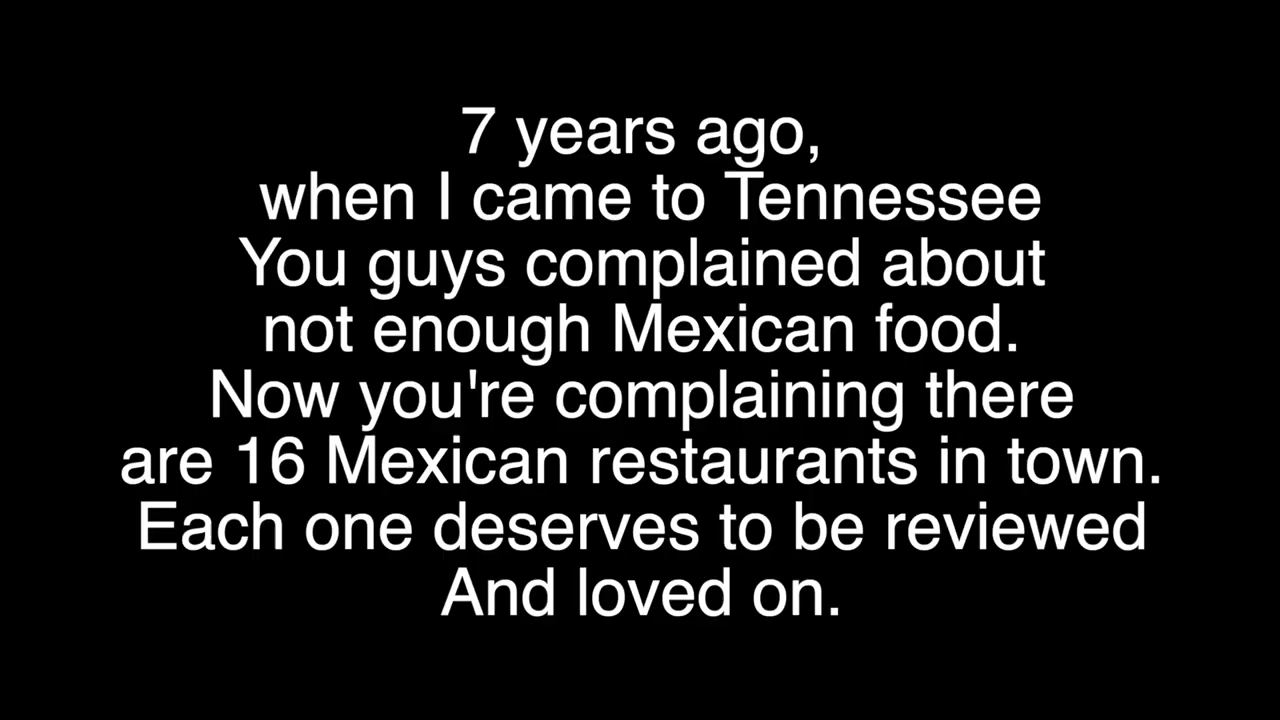 7 years ago,
when I came to Tennessee
You guys complained about
not enough Mexican food.
Now you're complaining there
are 16 Mexican restaurants in town.
Each one deserves to be reviewed
And loved on.